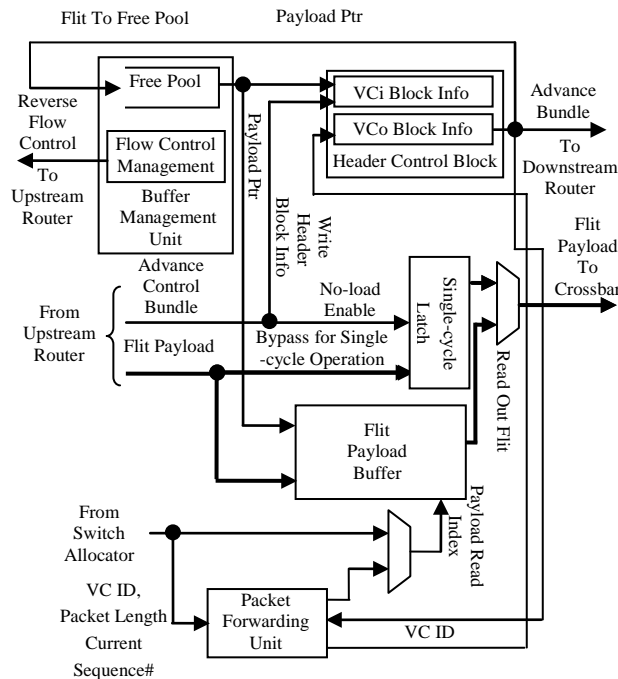 Flit To Free Pool
Payload Ptr
Free Pool
VCi Block Info
VCo Block Info
Header Control Block
Advance
Bundle
To
Downstream
Router
Reverse
Flow
Control
To
Upstream
Router
Flow Control
Management
Buffer
Management
Unit
Payload Ptr
Write
Header
Block Info
Flit
Payload
To
Crossbar
Advance
Control
Bundle
From
Upstream
Router
Flit Payload
No-load
Enable
Bypass for Single
-cycle Operation
Single-cycle
Latch
Read Out Flit
Flit
Payload
Buffer
Payload Read
Index
From
Switch
Allocator
VC ID,
Packet Length
Current
Sequence#
Packet
Forwarding
Unit
VC ID